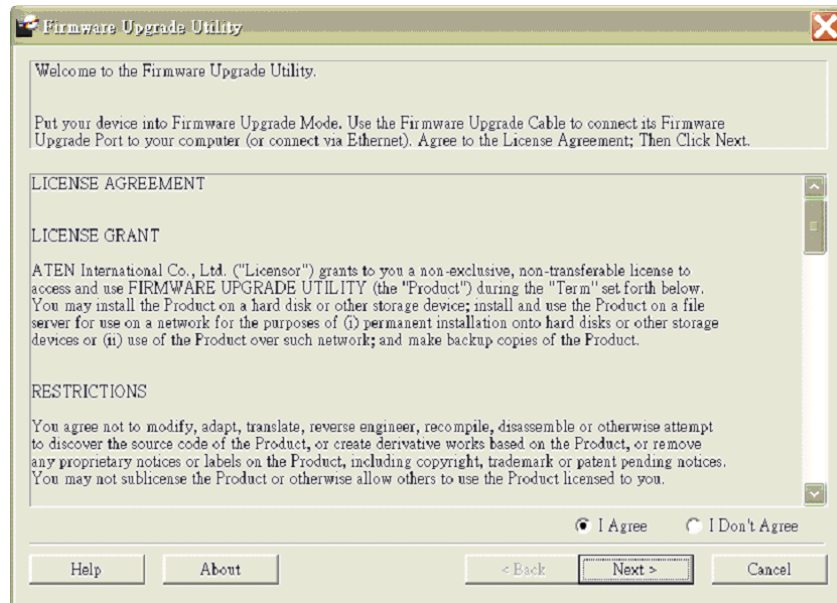 Firmware Upgrade Utility
Welcome to the Firmware Upgrade Utility.
Put your device into Firmware Upgrade Mode. Use the Firmware Upgrade Cable to connect its Firmware
Upgrade Port to your computer (or connect via Ethernet). Agree to the License Agreement; Then Click Next.
LICENSE AGREEMENT
LICENSE GRANT
ATEN International Co., Ltd. ("Licensor") grants to you a non-exclusive, non-transferable license to
access and use FIRMWARE UPGRADE UTILITY (the "Product") during the "Term" set forth below.
You may install the Product on a hard disk or other storage device; install and use the Product on a file
server for use on a network for the purposes of (i) permanent installation onto hard disks or other storage
devices or (ii) use of the Product over such network; and make backup copies of the Product.
RESTRICTIONS
You agree not to modify, adapt, translate, reverse engineer, recompile, disassemble or otherwise attempt
to discover the source code of the Product, or create derivative works based on the Product, or remove
any proprietary notices or labels on the Product, including copyright, trademark or patent pending notices.
You may not sublicense the Product or otherwise allow others to use the Product licensed to you.
I Agree I Don't Agree
Help About < Back Next > Cancel